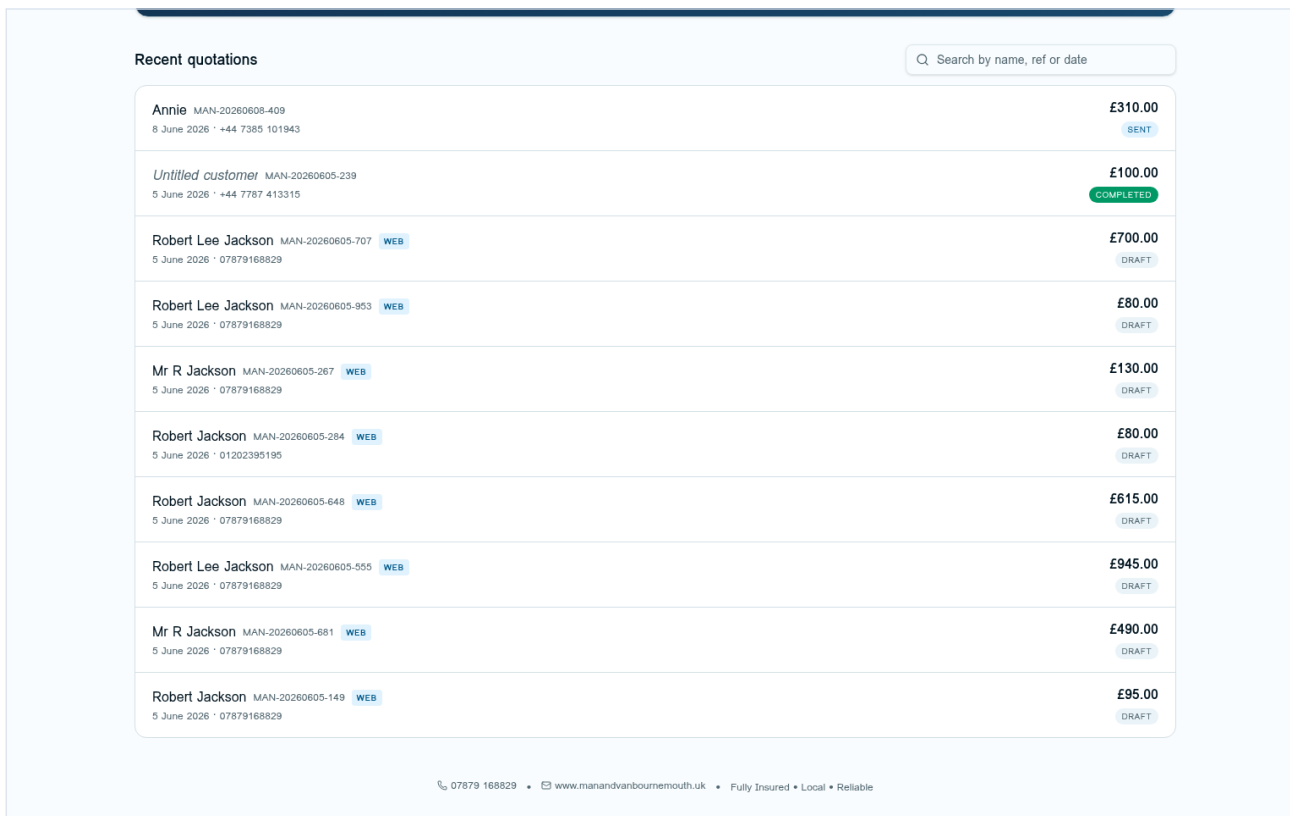 Recent quotations
Search by name, ref or date
Annie MAN-20260608-409
£310.00
8 June 2026 · +44 7385 101943
SENT
Untitled customer MAN-20260605-239
£100.00
5 June 2026 · +44 7787 413315
COMPLETED
Robert Lee Jackson MAN-20260605-707 WEB
£700.00
5 June 2026 · 07879168829
DRAFT
Robert Lee Jackson MAN-20260605-953 WEB
£80.00
5 June 2026 · 07879168829
DRAFT
Mr R Jackson MAN-20260605-267 WEB
£130.00
5 June 2026 · 07879168829
DRAFT
Robert Jackson MAN-20260605-284 WEB
£80.00
5 June 2026 · 01202395195
DRAFT
Robert Jackson MAN-20260605-648 WEB
£615.00
5 June 2026 · 07879168829
DRAFT
Robert Lee Jackson MAN-20260605-555 WEB
£945.00
5 June 2026 · 07879168829
DRAFT
Mr R Jackson MAN-20260605-681 WEB
£490.00
5 June 2026 · 07879168829
DRAFT
Robert Jackson MAN-20260605-149 WEB
£95.00
5 June 2026 · 07879168829
DRAFT
07879 168829 • www.manandvanbournemouth.uk • Fully Insured • Local • Reliable